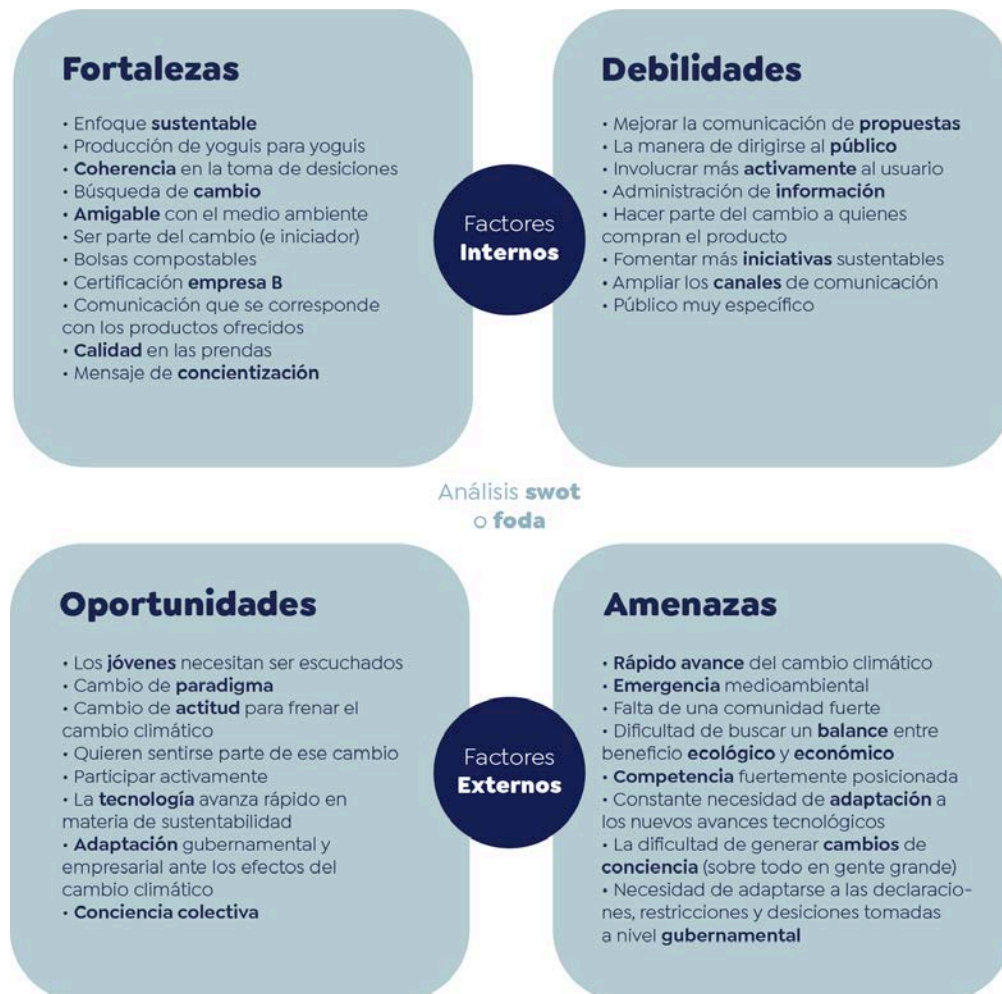 Fortalezas
• Enfoque sustentable
• Producción de yoguis para yoguis
• Coherencia en la toma de desiciones
• Búsqueda de cambio
• Amigable con el medio ambiente
• Ser parte del cambio (e iniciador)
• Bolsas compostables
• Certificación empresa B
• Comunicación que se corresponde
con los productos ofrecidos
• Calidad en las prendas
• Mensaje de concientización
Factores
Internos
Debilidades
• Mejorar la comunicación de propuestas
• La manera de dirigirse al público
• Involucrar más activamente al usuario
• Administración de información
• Hacer parte del cambio a quienes
compran el producto
• Fomentar más iniciativas sustentables
• Ampliar los canales de comunicación
• Público muy específico
Análisis swot
o foda
Oportunidades
• Los jóvenes necesitan ser escuchados
• Cambio de paradigma
• Cambio de actitud para frenar el
cambio climático
• Quieren sentirse parte de ese cambio
• Participar activamente
• La tecnología avanza rápido en
materia de sustentabilidad
• Adaptación gubernamental y
empresarial ante los efectos del
cambio climático
• Conciencia colectiva
Factores
Externos
Amenazas
• Rápido avance del cambio climático
• Emergencia medioambiental
• Falta de una comunidad fuerte
• Dificultad de buscar un balance entre
beneficio ecológico y económico
• Competencia fuertemente posicionada
• Constante necesidad de adaptación a
los nuevos avances tecnológicos
• La dificultad de generar cambios de
conciencia (sobre todo en gente grande)
• Necesidad de adaptarse a las declaracio-
nes, restricciones y desiciones tomadas
a nivel gubernamental